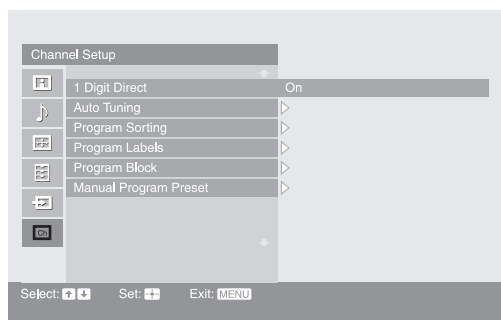 Channel Setup
1 Digit Direct On
Auto Tuning
Program Sorting
Program Labels
Program Block
Manual Program Preset
Ch
Select: Set: Exit: MENU